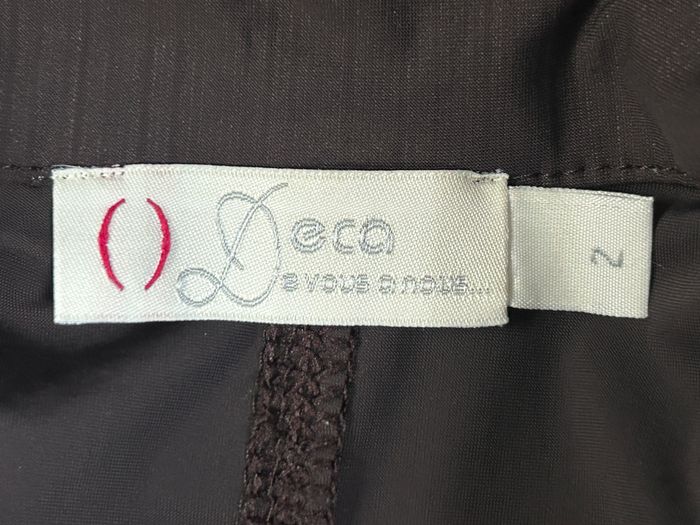 () Deca
De vous a nous...
2